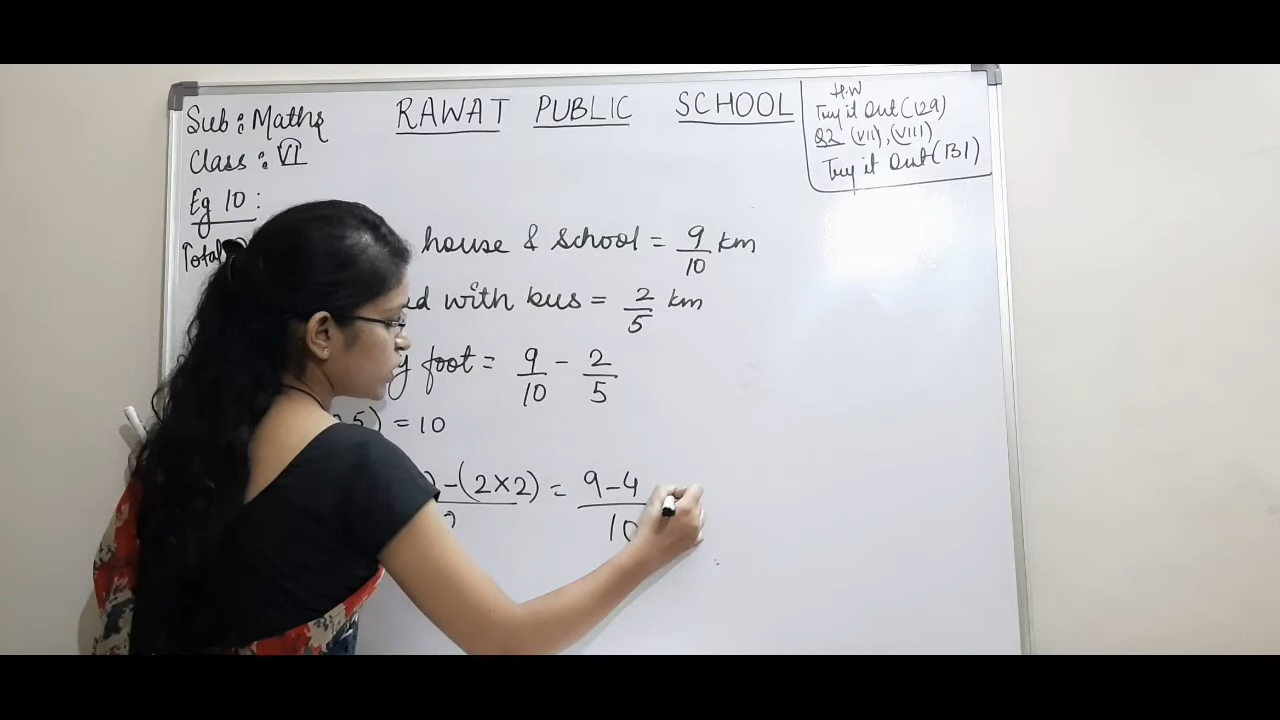 Sub : Maths
RAWAT PUBLIC SCHOOL
Class : VI
H.W
Try it Out (129)
Q2 (VII), (VIII)
Try it Out (131)
Eg 10 :
Total house & school = 9/10 km
with bus = 2/5 km
foot = 9/10 - 2/5
5) = 10
) - (2×2) = 9-4
10